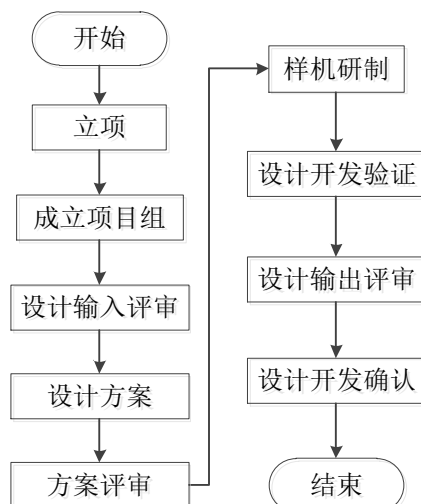 开始
立项
成立项目组
设计输入评审
设计方案
方案评审
样机研制
设计开发验证
设计输出评审
设计开发确认
结束